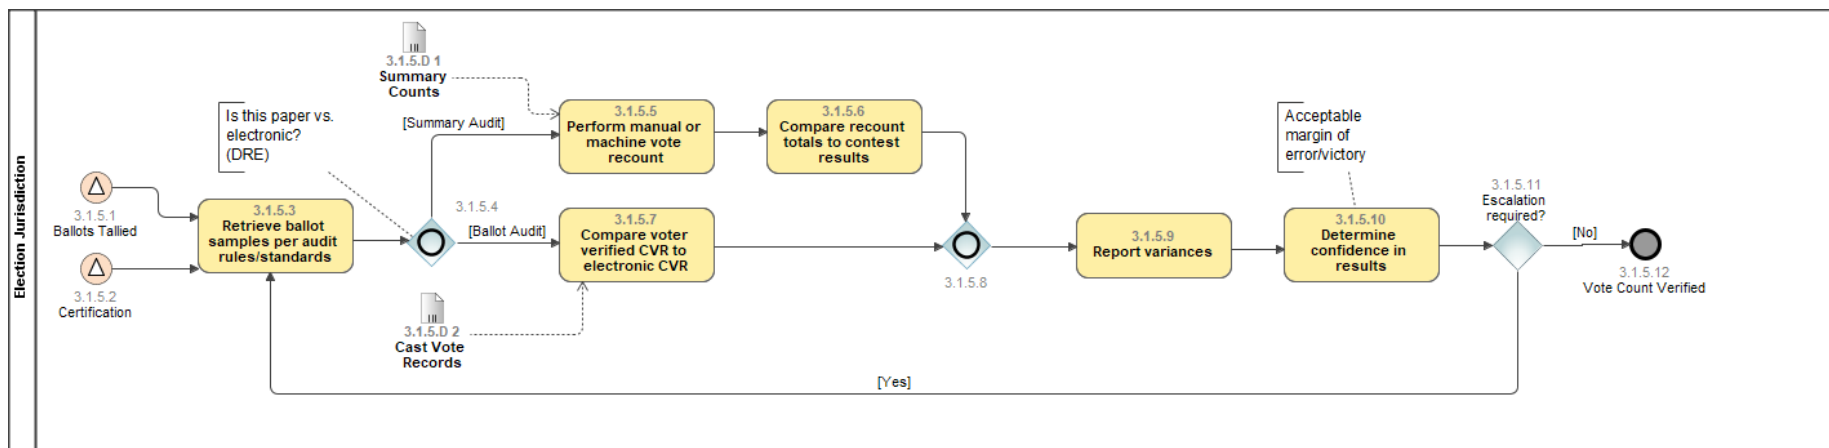 Election Jurisdiction
3.1.5.1
Ballots Tallied
3.1.5.2
Certification
3.1.5.3
Retrieve ballot
samples per audit
rules/standards
Is this paper vs.
electronic?
(DRE)
3.1.5.4
3.1.5.D 1
Summary
Counts
[Summary Audit]
3.1.5.5
Perform manual or
machine vote
recount
3.1.5.6
Compare recount
totals to contest
results
[Ballot Audit]
3.1.5.7
Compare voter
verified CVR to
electronic CVR
3.1.5.D 2
Cast Vote
Records
3.1.5.8
3.1.5.9
Report variances
Acceptable
margin of
error/victory
3.1.5.10
Determine
confidence in
results
3.1.5.11
Escalation
required?
[No]
3.1.5.12
Vote Count Verified
[Yes]